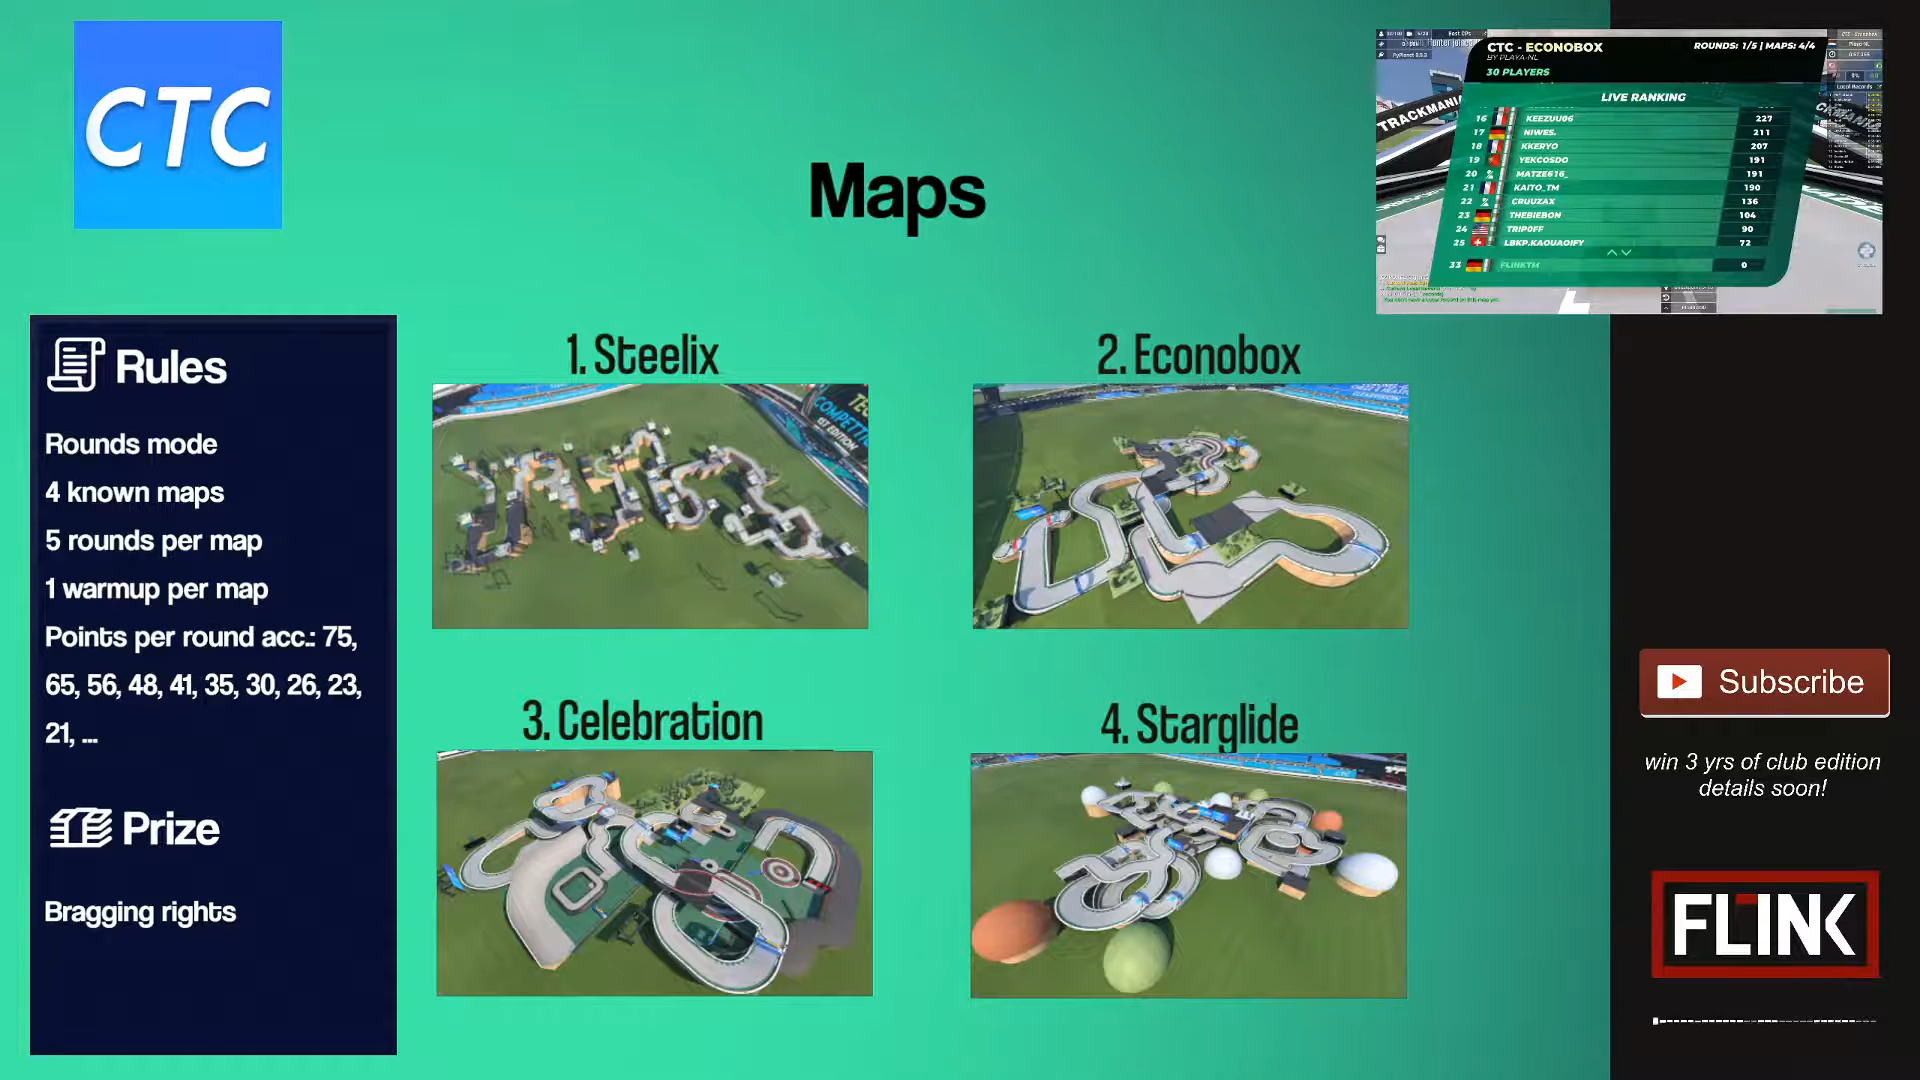 CTC
Maps
CTC - ECONOBOX
BY PLAYA-NL
ROUNDS: 1/5 | MAPS: 4/4
30 PLAYERS
LIVE RANKING
16 KEEZUU06 227
17 NIWES. 211
18 KKERYO 207
19 YEKCOSDO 191
20 MATZE616_ 191
21 KAITO_TM 190
22 CRUUZAX 136
23 THEBIEBON 104
24 TRIP0FF 90
25 LBKP.KAOUAOIFY 72
33 FLINKTM 0
TRACKMANIA
Rules
Rounds mode
4 known maps
5 rounds per map
1 warmup per map
Points per round acc.: 75,
65, 56, 48, 41, 35, 30, 26, 23,
21, ...
Prize
Bragging rights
1. Steelix
2. Econobox
3. Celebration
4. Starglide
Subscribe
win 3 yrs of club edition
details soon!
FLINK